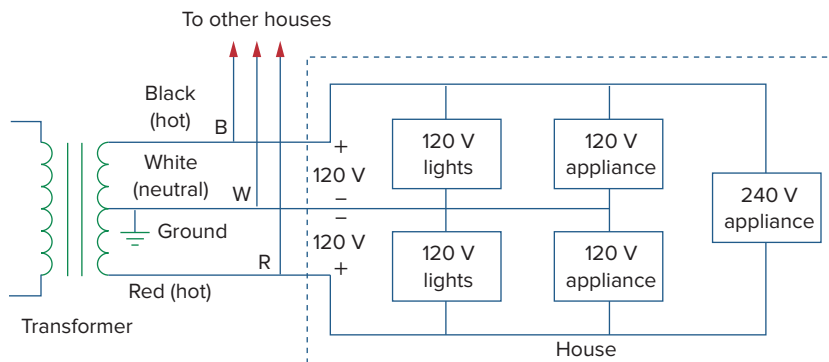 To other houses
Black
(hot)
B
White
(neutral)
W
Ground
R
Red (hot)
Transformer
+
120 V
–
–
120 V
+
120 V
lights
120 V
appliance
240 V
appliance
120 V
lights
120 V
appliance
House